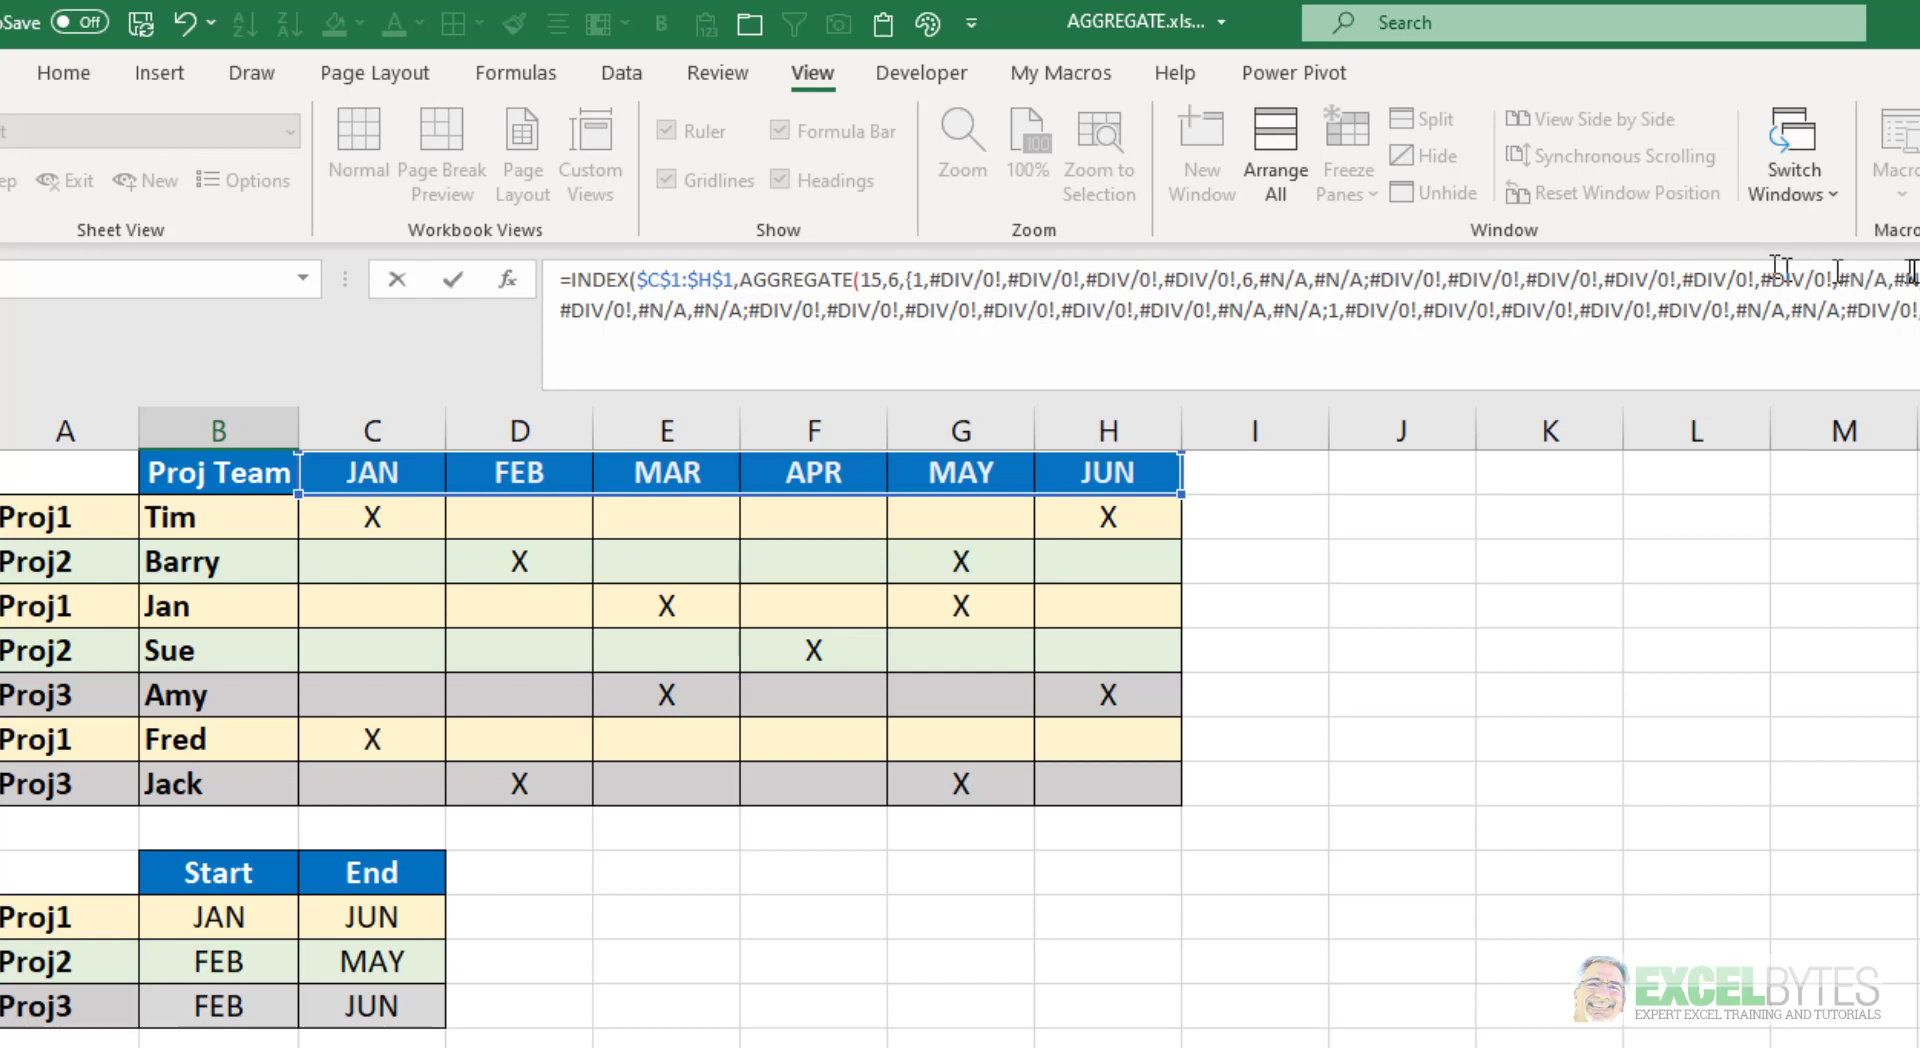 Save Off AGGREGATE.xls... Search
Home Insert Draw Page Layout Formulas Data Review View Developer My Macros Help Power Pivot
Exit New Options
Sheet View
Normal Page Break Preview Page Layout Custom Views
Workbook Views
Ruler Formula Bar
Gridlines Headings
Show
Zoom 100% Zoom to Selection
Zoom
New Window Arrange All Freeze Panes Split Hide Unhide
View Side by Side
Synchronous Scrolling
Reset Window Position
Switch Windows
Window
Macro
Macro
=INDEX($C$1:$H$1,AGGREGATE(15,6,{1,#DIV/0!,#DIV/0!,#DIV/0!,#DIV/0!,6,#N/A,#N/A;#DIV/0!,#DIV/0!,#DIV/0!,#DIV/0!,#DIV/0!,#DIV/0!,#N/A,#N
#DIV/0!,#N/A,#N/A;#DIV/0!,#DIV/0!,#DIV/0!,#DIV/0!,#DIV/0!,#DIV/0!,#N/A,#N/A;1,#DIV/0!,#DIV/0!,#DIV/0!,#DIV/0!,#DIV/0!,#N/A,#N/A;#DIV/0!,
A B C D E F G H I J K L M
Proj Team JAN FEB MAR APR MAY JUN
Proj1 Tim X X
Proj2 Barry X X
Proj1 Jan X X
Proj2 Sue X
Proj3 Amy X X
Proj1 Fred X
Proj3 Jack X X
Start End
Proj1 JAN JUN
Proj2 FEB MAY
Proj3 FEB JUN
EXCELBYTES
EXPERT EXCEL TRAINING AND TUTORIALS